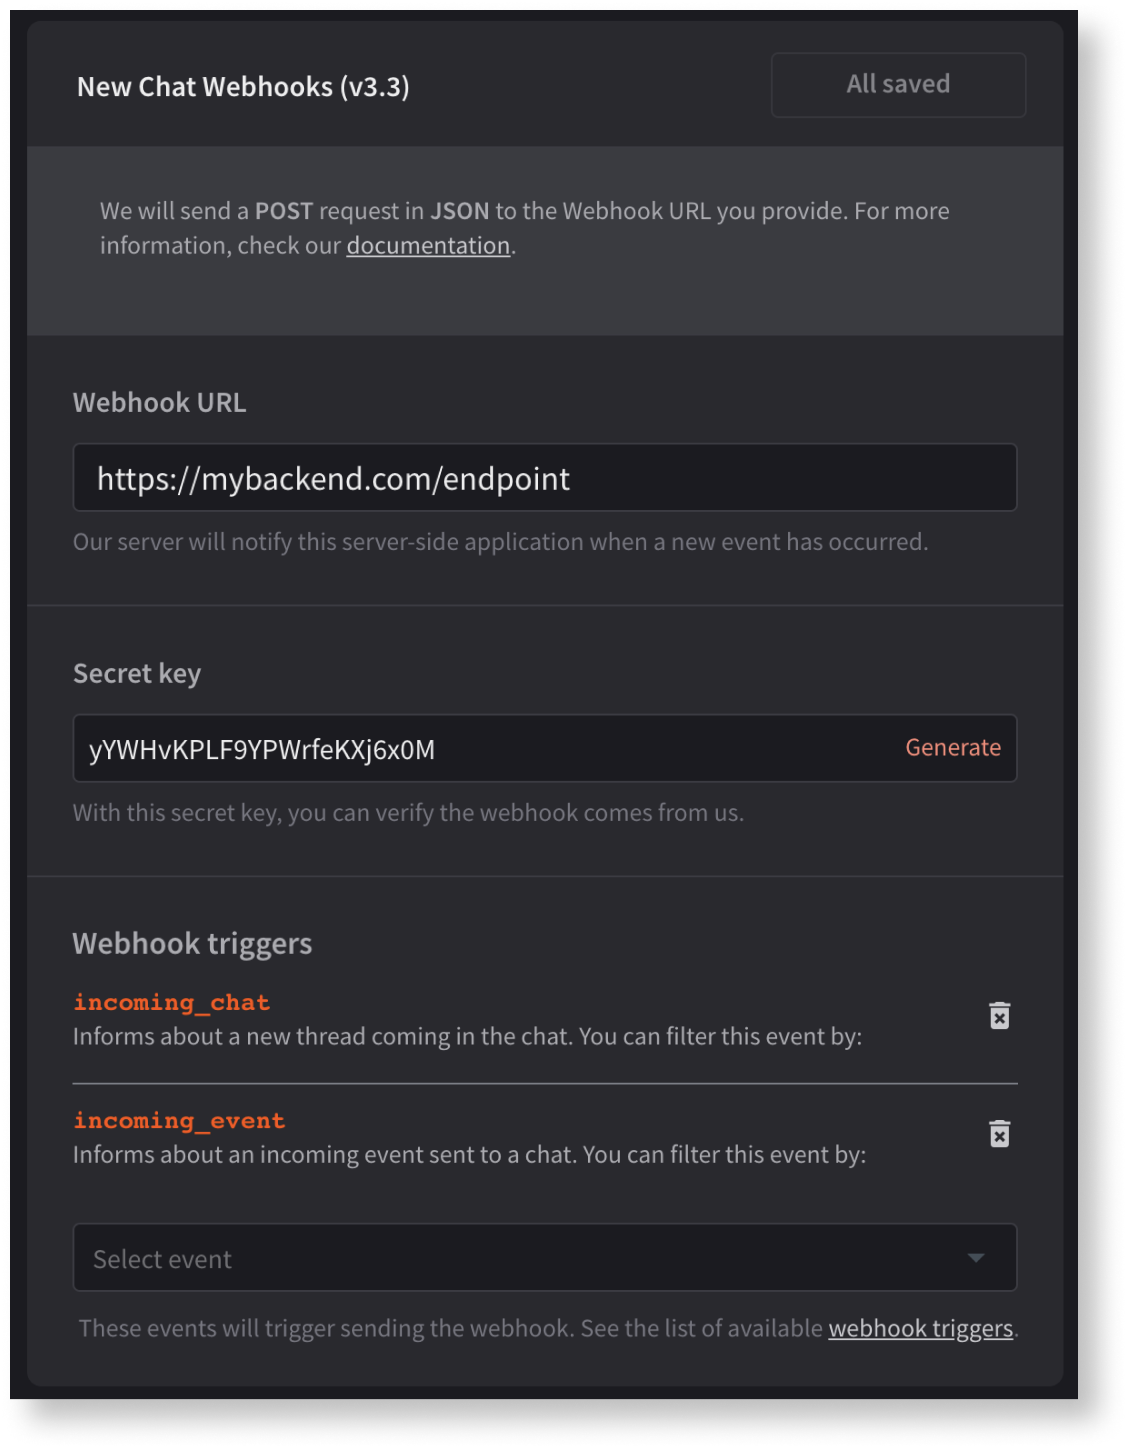 New Chat Webhooks (v3.3)
All saved
We will send a POST request in JSON to the Webhook URL you provide. For more
information, check our documentation.
Webhook URL
https://mybackend.com/endpoint
Our server will notify this server-side application when a new event has occurred.
Secret key
yYWHvKPLF9YPWrfeKXj6x0M
Generate
With this secret key, you can verify the webhook comes from us.
Webhook triggers
incoming_chat
Informs about a new thread coming in the chat. You can filter this event by:
incoming_event
Informs about an incoming event sent to a chat. You can filter this event by:
Select event
These events will trigger sending the webhook. See the list of available webhook triggers.